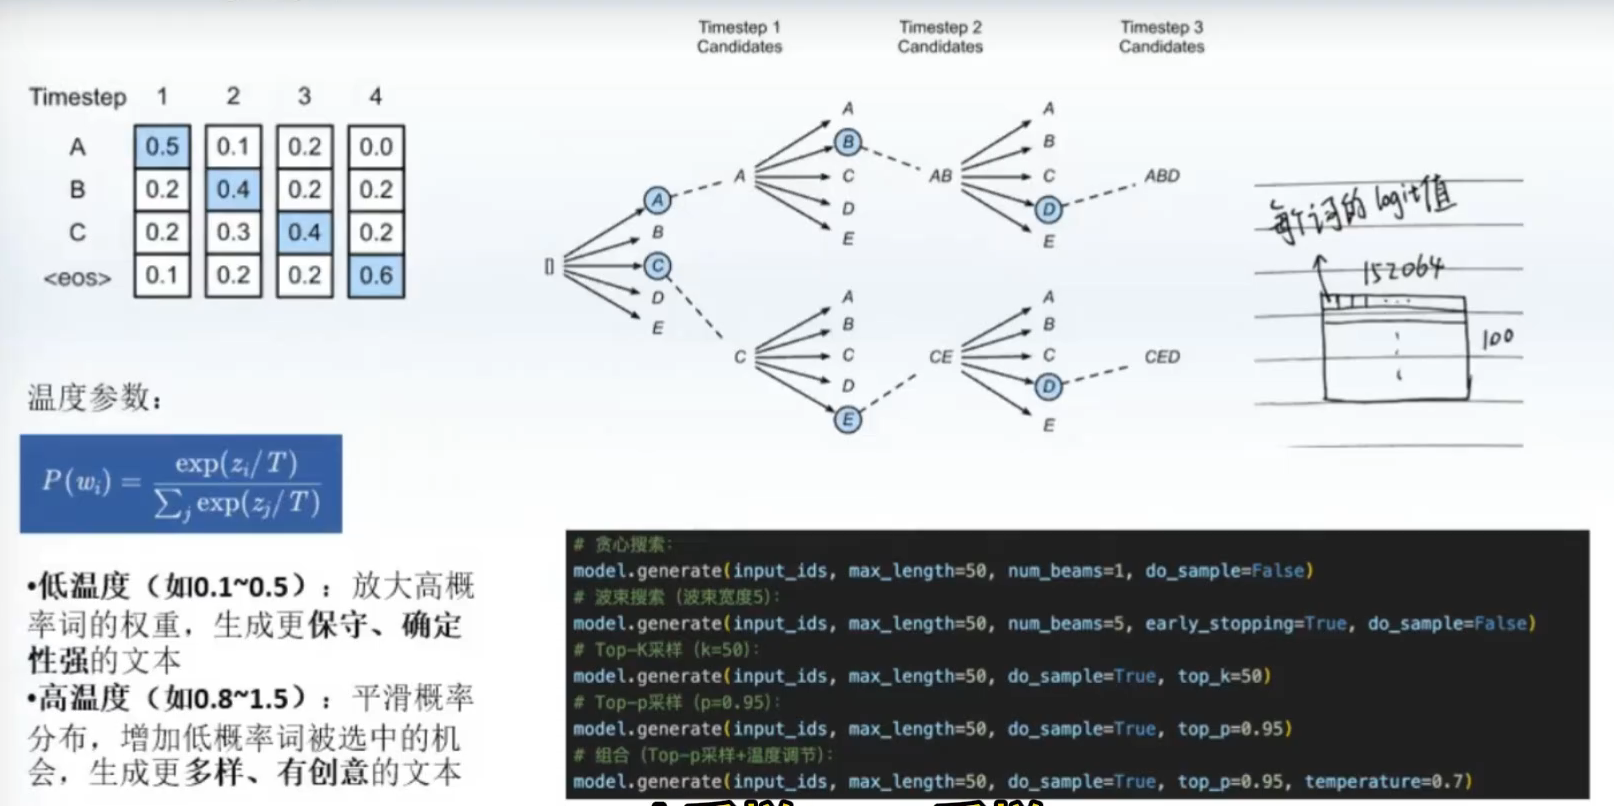 Timestep 1 2 3 4
A 0.5 0.1 0.2 0.0
B 0.2 0.4 0.2 0.2
C 0.2 0.3 0.4 0.2
<eos> 0.1 0.2 0.2 0.6
Timestep 1
Candidates
Timestep 2
Candidates
Timestep 3
Candidates
[]
A
B
C
D
E
A
A
B
C
D
E
AB
A
B
C
D
E
ABD
C
A
B
C
D
E
CE
A
B
C
D
E
CED
每个词的logit值
152064
100
温度参数:
P(w_i) = exp(z_i/T) / ∑_j exp(z_j/T)
•低温度（如0.1~0.5）：放大高概
率词的权重，生成更保守、确定
性强的文本
•高温度（如0.8~1.5）：平滑概率
分布，增加低概率词被选中的机
会，生成更多样、有创意的文本
# 贪心搜索:
model.generate(input_ids, max_length=50, num_beams=1, do_sample=False)
# 波束搜索（波束宽度5）:
model.generate(input_ids, max_length=50, num_beams=5, early_stopping=True, do_sample=False)
# Top-K采样（k=50）:
model.generate(input_ids, max_length=50, do_sample=True, top_k=50)
# Top-p采样（p=0.95）:
model.generate(input_ids, max_length=50, do_sample=True, top_p=0.95)
# 组合（Top-p采样+温度调节）:
model.generate(input_ids, max_length=50, do_sample=True, top_p=0.95, temperature=0.7)